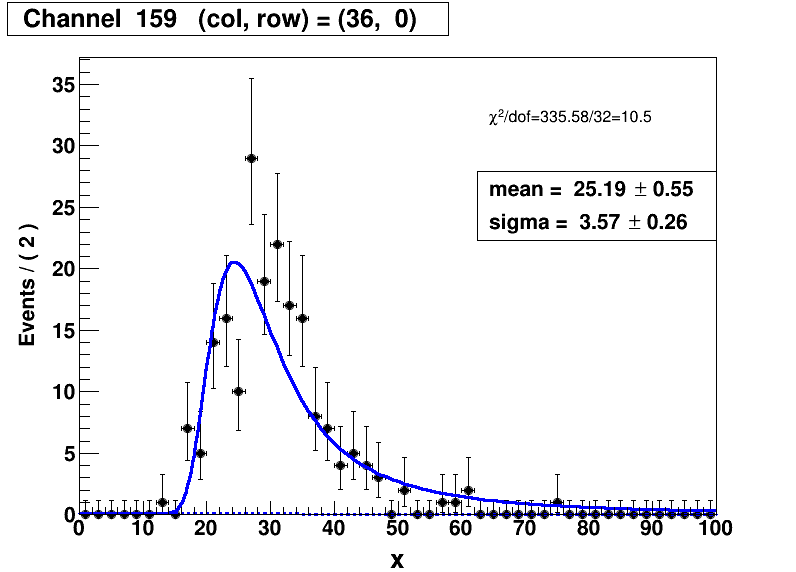 Channel 159 (col, row) = (36, 0)
χ²/dof=335.58/32=10.5
mean = 25.19 ± 0.55
sigma = 3.57 ± 0.26
Events / ( 2 )
35
30
25
20
15
10
5
0
0 10 20 30 40 50 60 70 80 90 100
x